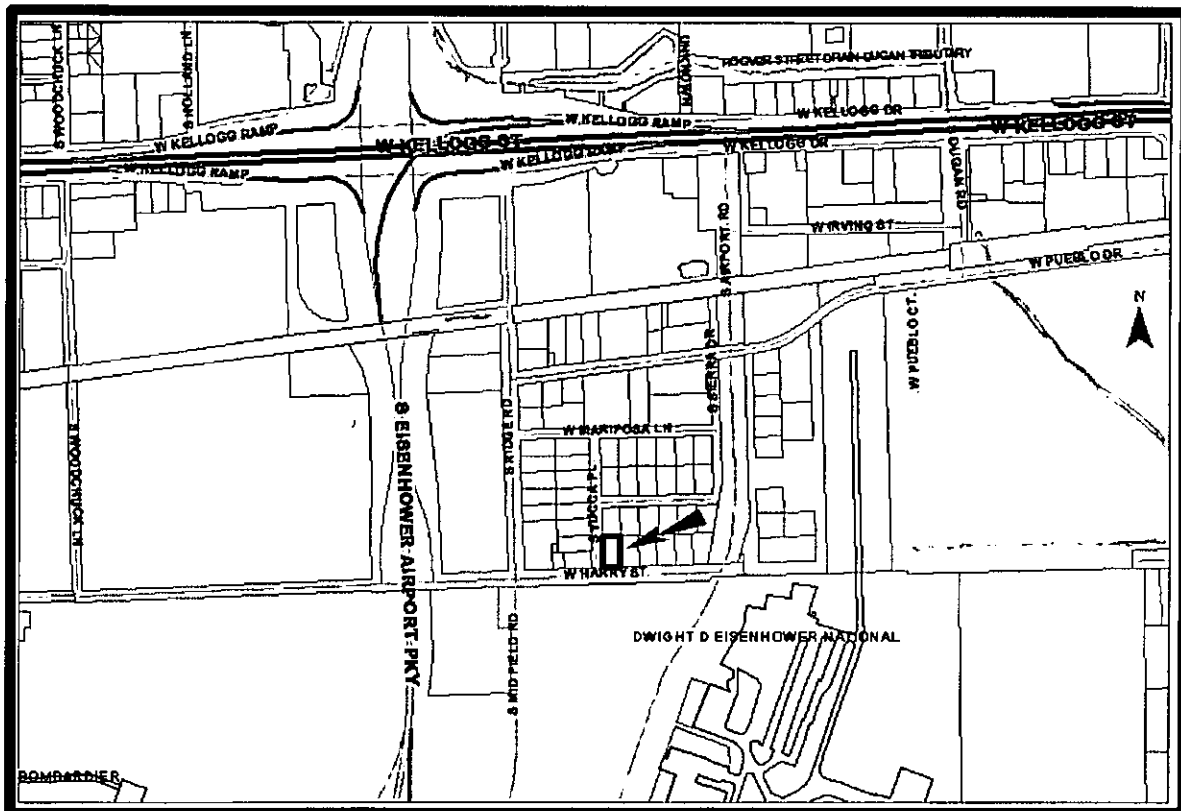 S WOODCHUCK LN
S HOLLAND LN
HOOVER STREET DRAIN-DUGAN TRIBUTARY
W KELLOGG RAMP
W KELLOGG ST
W KELLOGG RAMP
W KELLOGG DR
W KELLOGG ST
W KELLOGG RAMP
W KELLOGG RAMP
W KELLOGG DR
S DUGAN RD
W IRVING ST
S AIRPORT RD
W PUEBLO DR
W PUEBLO CT
N
S SIERRA DR
S RIDGE RD
W MARIPOSA LN
S WOODCHUCK LN
S EISENHOWER AIRPORT PKY
S YUCCA PL
W HARRY ST
DWIGHT D EISENHOWER NATIONAL
S MIDFIELD RD
BOMBARDIER